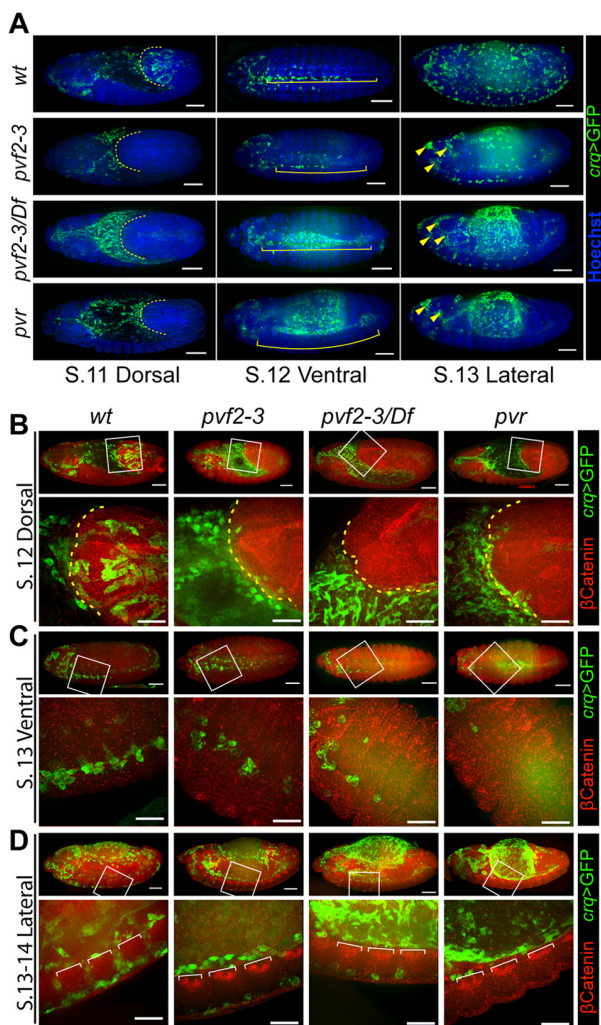 A
wt
pvf2-3
pvf2-3/Df
pvr
crq>GFP
Hoechst
S.11 Dorsal S.12 Ventral S.13 Lateral
wt pvf2-3 pvf2-3/Df pvr
B
S.12 Dorsal
βCatenin crq>GFP
C
S.13 Ventral
βCatenin crq>GFP
D
S.13-14 Lateral
βCatenin crq>GFP